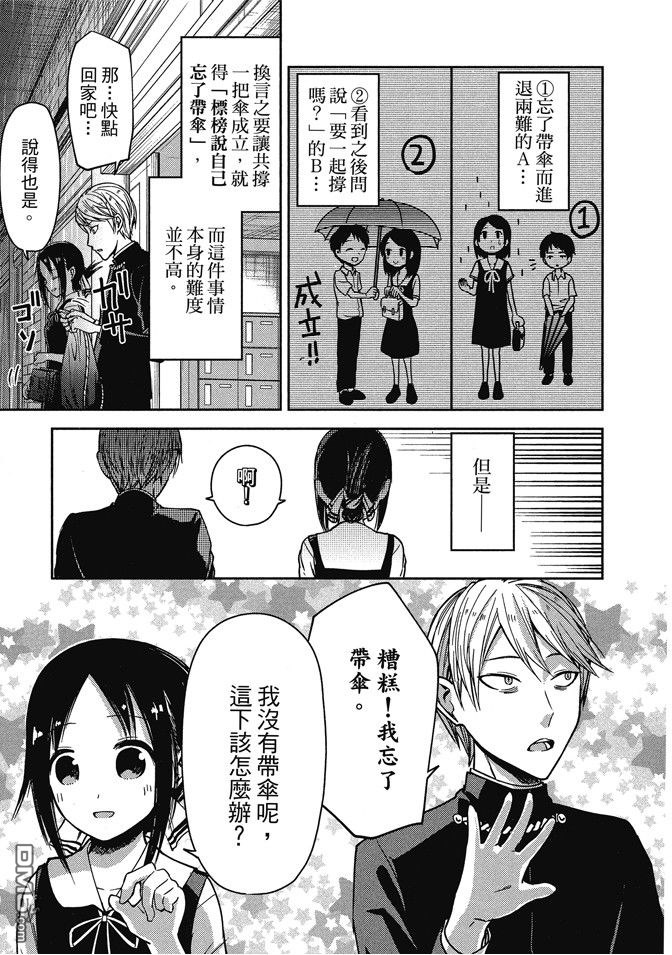 ①忘了帶傘而進
退兩難的A…
①
②看到之後問
說「要一起撐
嗎?」的B…
②
成立!!
換言之要讓共撐
一把傘成立,就
得「標榜說自己
忘了帶傘」,
而這件事情
本身的難度
並不高。
那…快點
回家吧…
說得也是。
ガサ
ゴソ
但是——
啊!
糟糕!我忘了
帶傘。
我沒有帶傘呢,
這下該怎麼辦?
DM5.com